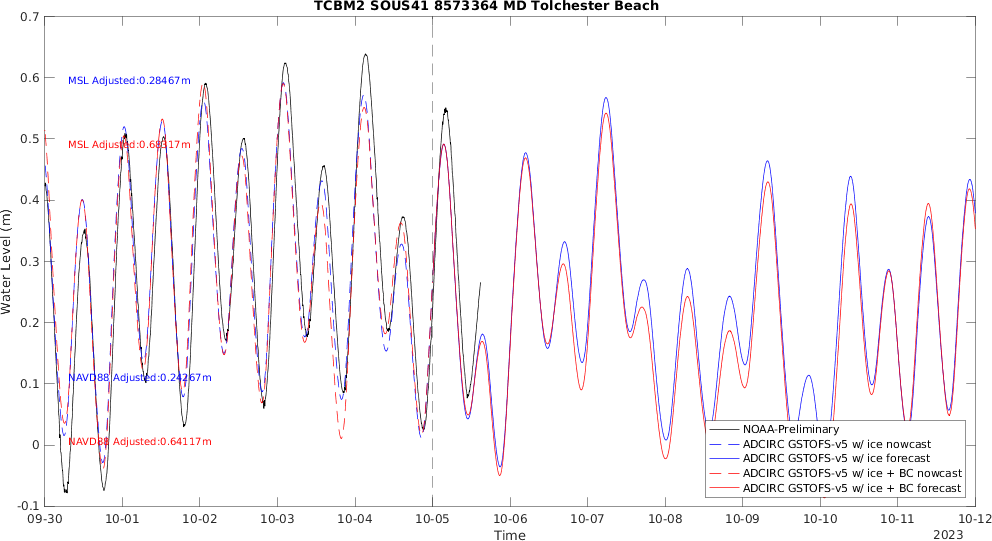 TCBM2 SOUS41 8573364 MD Tolchester Beach
Water Level (m)
0.7
0.6
0.5
0.4
0.3
0.2
0.1
0
-0.1
MSL Adjusted:0.28467m
MSL Adjusted:0.68317m
NAVD88 Adjusted:0.24267m
NAVD88 Adjusted:0.64117m
NOAA-Preliminary
ADCIRC GSTOFS-v5 w/ ice nowcast
ADCIRC GSTOFS-v5 w/ ice forecast
ADCIRC GSTOFS-v5 w/ ice + BC nowcast
ADCIRC GSTOFS-v5 w/ ice + BC forecast
09-30 10-01 10-02 10-03 10-04 10-05 10-06 10-07 10-08 10-09 10-10 10-11 10-12
Time
2023